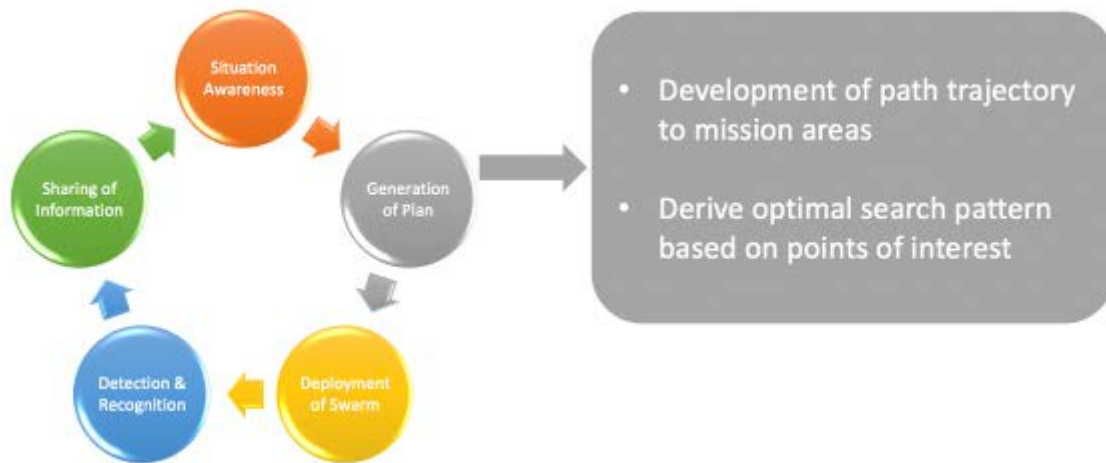 Situation
Awareness
Sharing of
Information
Generation
of Plan
Detection &
Recognition
Deployment
of Swarm
• Development of path trajectory
to mission areas
• Derive optimal search pattern
based on points of interest